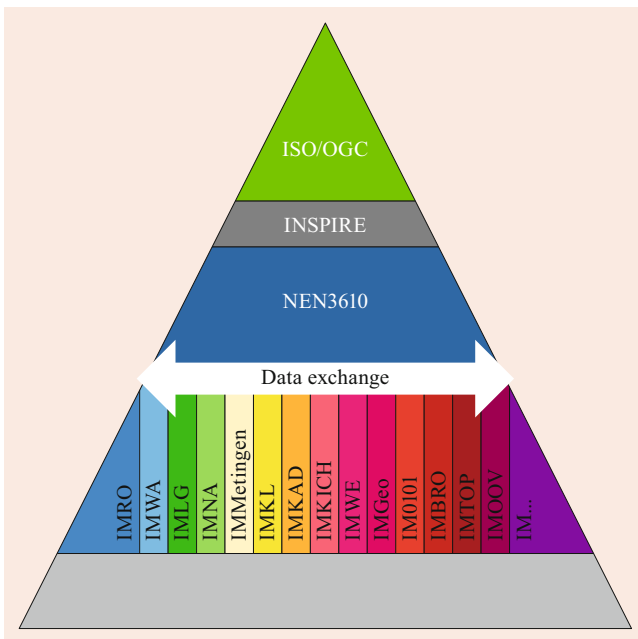 ISO/OGC
INSPIRE
NEN3610
Data exchange
IMRO
IMWA
IMLG
IMNA
IMMetingen
IMKL
IMKAD
IMKICH
IMWE
IMGeo
IM0101
IMBRO
IMTOP
IMOOV
IM...